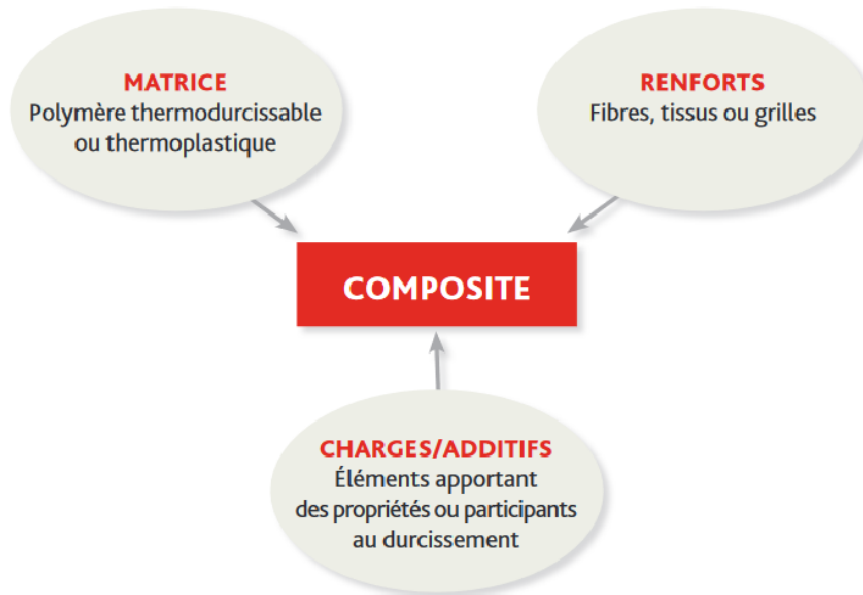 MATRICE
Polymère thermodurcissable
ou thermoplastique
RENFORTS
Fibres, tissus ou grilles
COMPOSITE
CHARGES/ADDITIFS
Éléments apportant
des propriétés ou participants
au durcissement